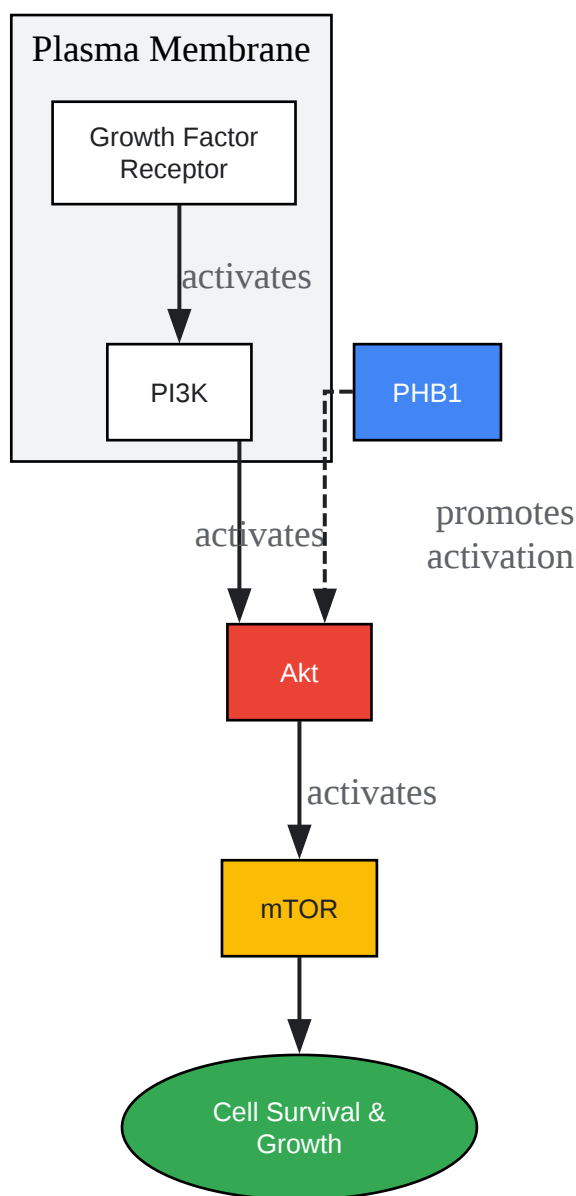 Plasma Membrane
Growth Factor
Receptor
activates
PI3K
PHB1
promotes
activation
activates
Akt
activates
mTOR
Cell Survival &
Growth